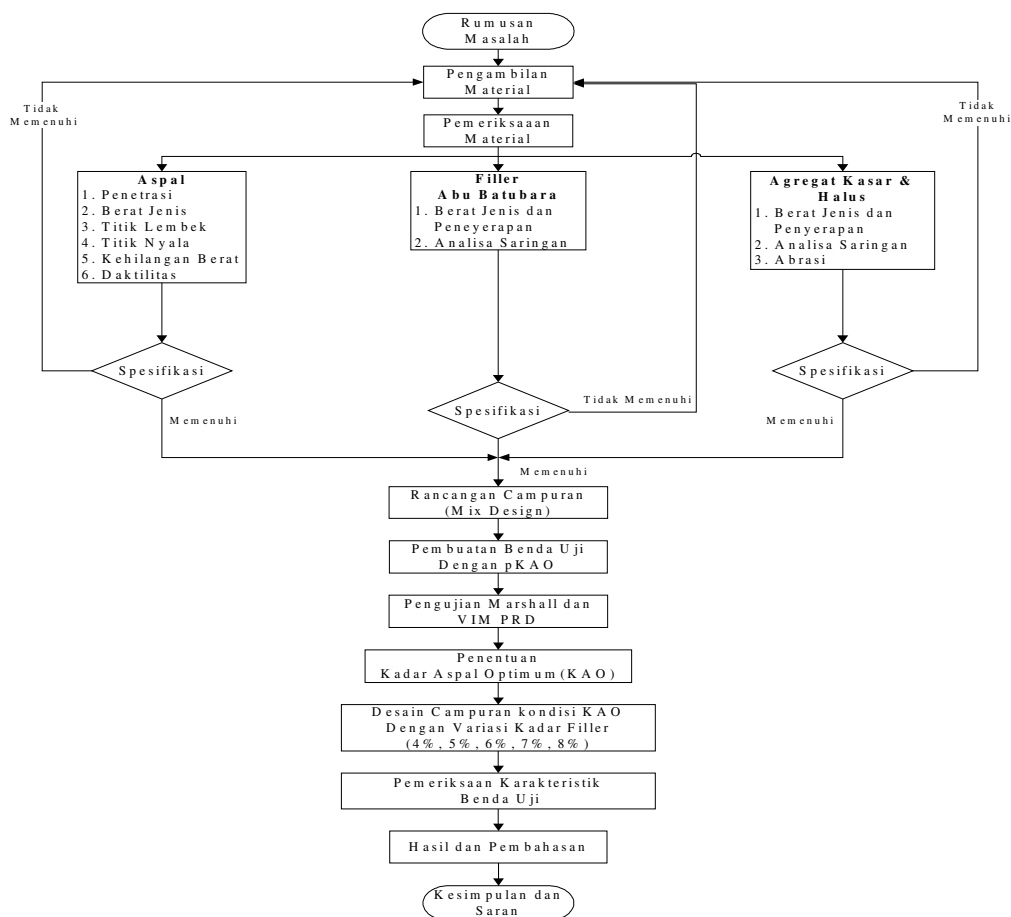 Rumusan
Masalah
Pengambilan
Material
Tidak
Memenuhi
Tidak
Memenuhi
Pemeriksaaan
Material
Aspal
1. Penetrasi
2. Berat Jenis
3. Titik Lembek
4. Titik Nyala
5. Kehilangan Berat
6. Daktilitas
Filler
Abu Batubara
1. Berat Jenis dan
Peneyerapan
2. Analisa Saringan
Agregat Kasar &
Halus
1. Berat Jenis dan
Penyerapan
2. Analisa Saringan
3. Abrasi
Spesifikasi
Spesifikasi
Spesifikasi
Tidak Memenuhi
Memenuhi
Memenuhi
Memenuhi
Rancangan Campuran
(Mix Design)
Pembuatan Benda Uji
Dengan pKAO
Pengujian Marshall dan
VIM PRD
Penentuan
Kadar Aspal Optimum (KAO)
Desain Campuran kondisi KAO
Dengan Variasi Kadar Filler
(4%, 5%, 6%, 7%, 8%)
Pemeriksaan Karakteristik
Benda Uji
Hasil dan Pembahasan
Kesimpulan dan
Saran